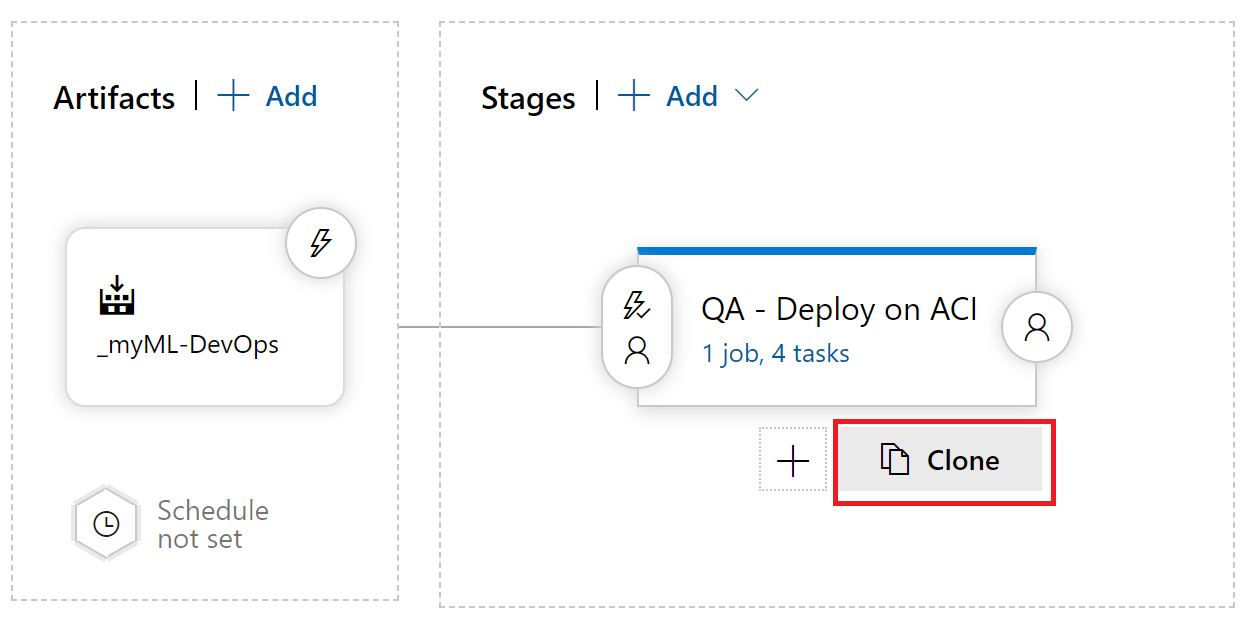 Artifacts | + Add
Stages | + Add
_myML-DevOps
QA - Deploy on ACI
1 job, 4 tasks
Clone
Schedule
not set